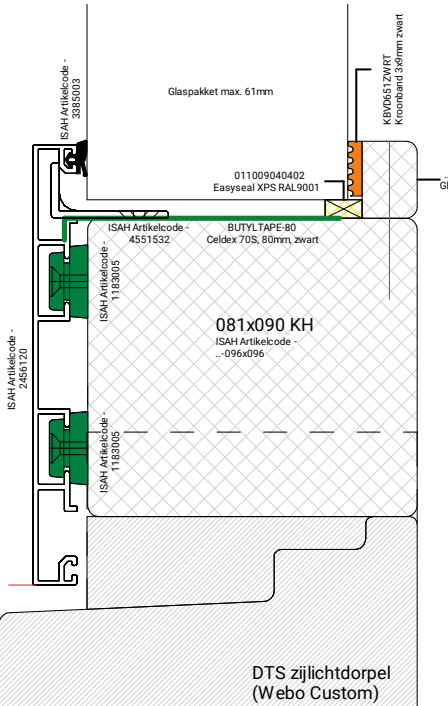 ISAH Artikelcode -
3385003
Glaspakket max. 61mm
KBVD651ZWRT
Kroonband 3x9mm zwart
011009040402
Easyseal XPS RAL9001
ISAH Artikelcode -
4551532
BUTYLTAPE-80
Celdex 70S, 80mm, zwart
ISAH Artikelcode -
1183005
081x090 KH
ISAH Artikelcode -
..-096x096
ISAH Artikelcode -
2456120
ISAH Artikelcode -
1183005
DTS zijlichtdorpel
(Webo Custom)